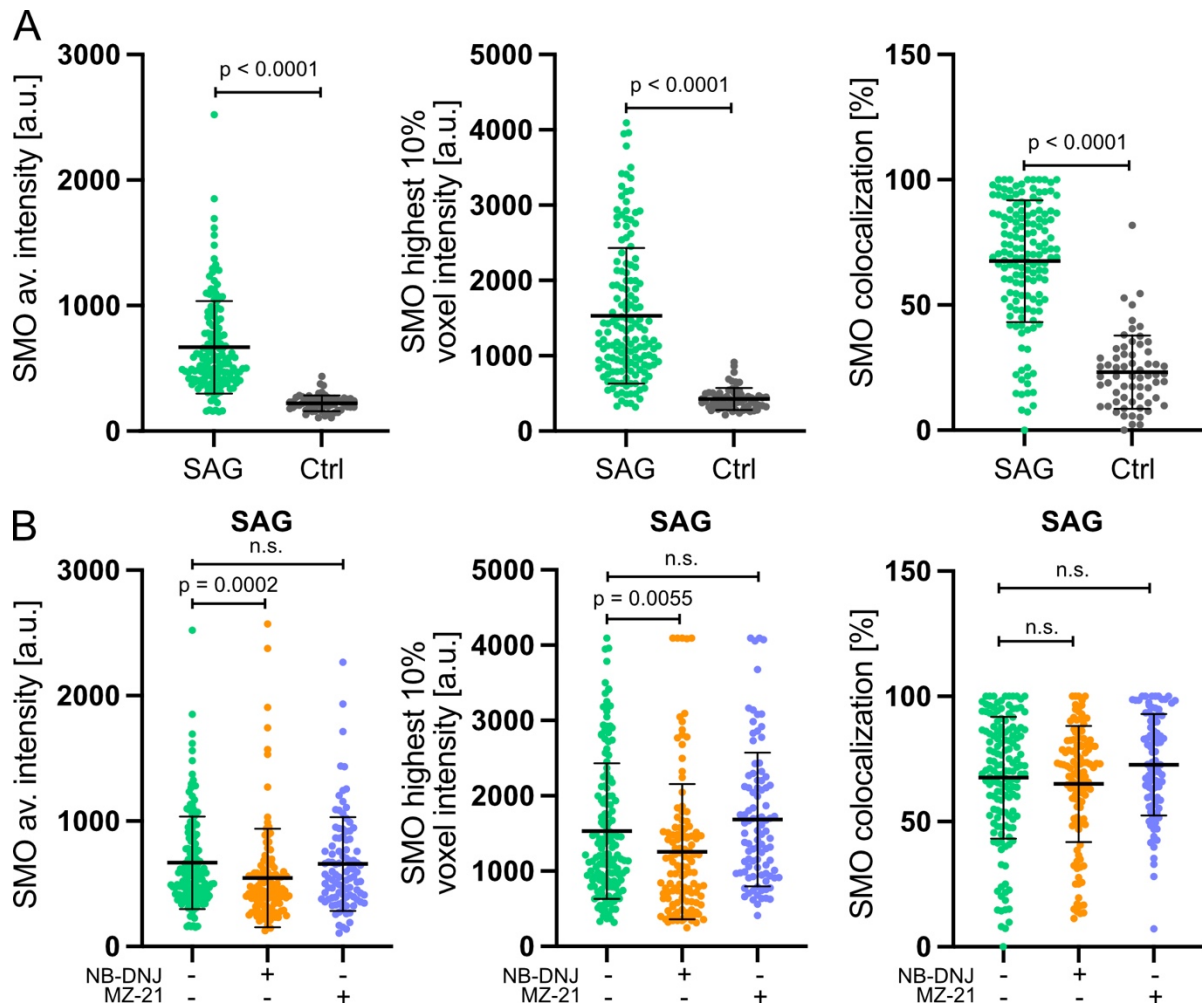 A
SMO av. intensity [a.u.]
3000
2000
1000
0
p < 0.0001
SAG
Ctrl
SMO highest 10%
voxel intensity [a.u.]
5000
4000
3000
2000
1000
0
p < 0.0001
SAG
Ctrl
SMO colocalization [%]
150
100
50
0
p < 0.0001
SAG
Ctrl
B
SAG
SMO av. intensity [a.u.]
3000
2000
1000
0
n.s.
p = 0.0002
NB-DNJ - + -
MZ-21 - - +
SAG
SMO highest 10%
voxel intensity [a.u.]
5000
4000
3000
2000
1000
0
n.s.
p = 0.0055
NB-DNJ - + -
MZ-21 - - +
SAG
SMO colocalization [%]
150
100
50
0
n.s.
n.s.
NB-DNJ - + -
MZ-21 - - +